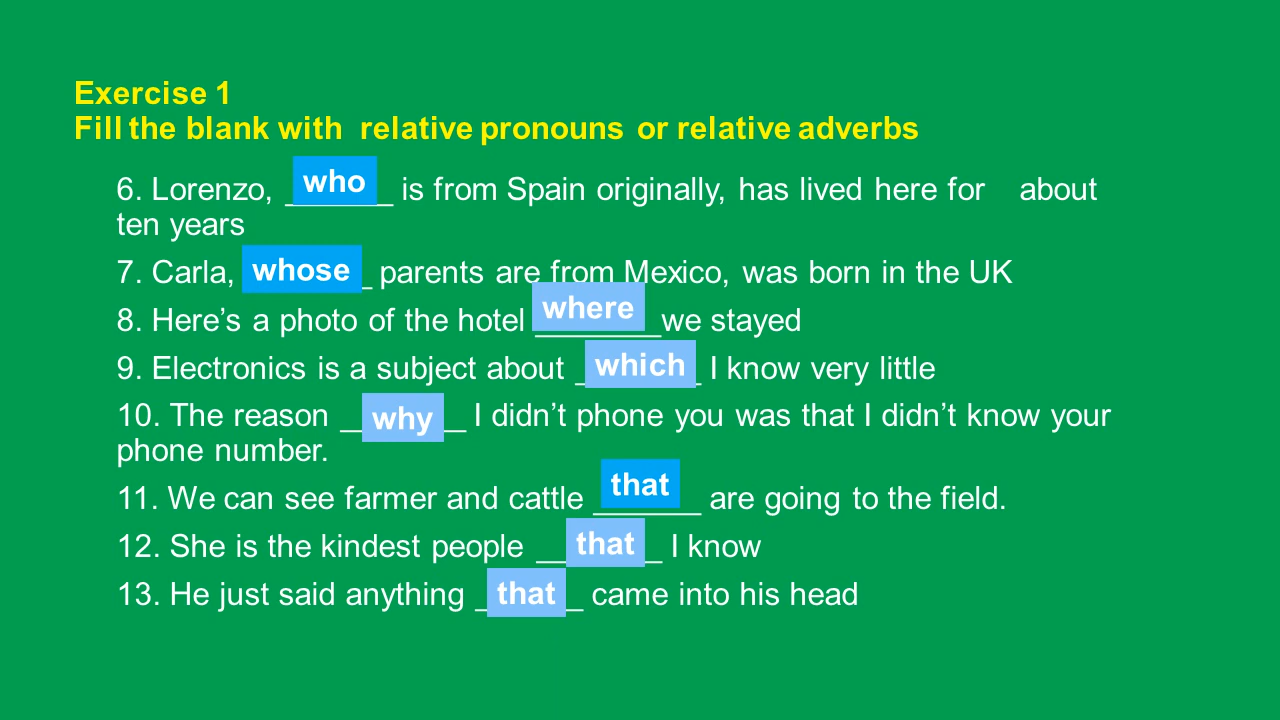 Exercise 1
Fill the blank with relative pronouns or relative adverbs
6. Lorenzo, _who_ is from Spain originally, has lived here for about
ten years
7. Carla, whose_ parents are from Mexico, was born in the UK
8. Here’s a photo of the hotel where we stayed
9. Electronics is a subject about _which_ I know very little
10. The reason _why_ I didn’t phone you was that I didn’t know your
phone number.
11. We can see farmer and cattle that are going to the field.
12. She is the kindest people _that_ I know
13. He just said anything _that_ came into his head